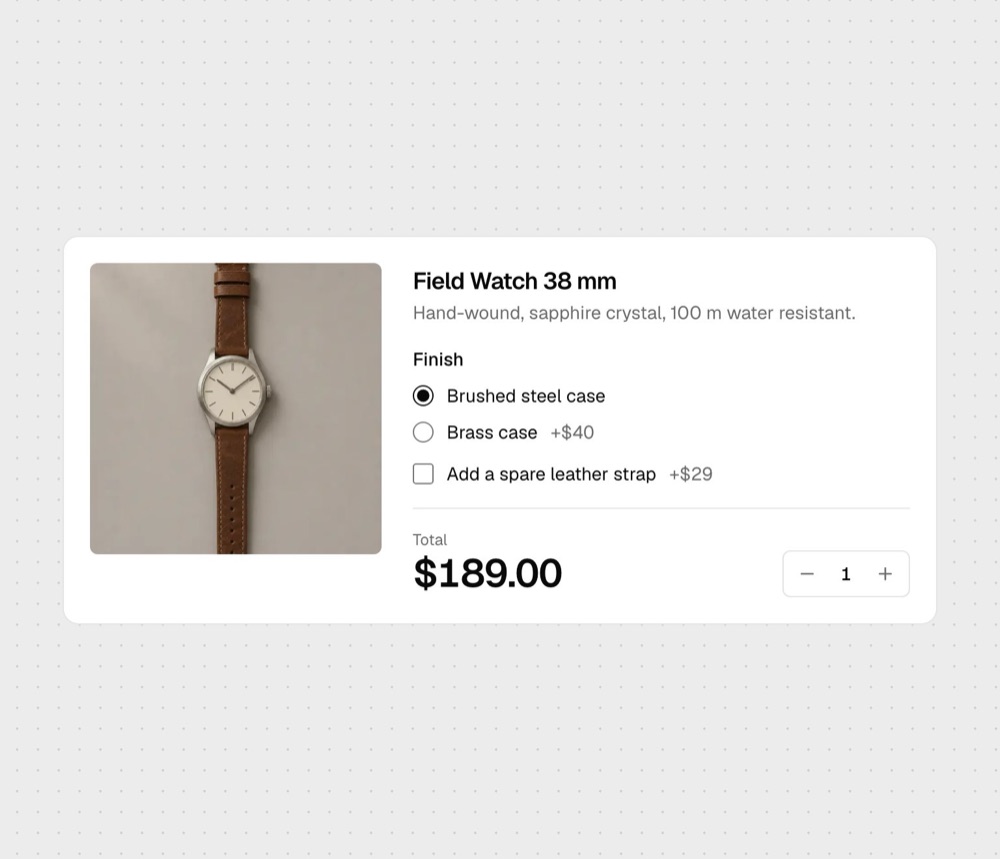 Field Watch 38 mm
Hand-wound, sapphire crystal, 100 m water resistant.
Finish
Brushed steel case
Brass case +$40
Add a spare leather strap +$29
Total
$189.00
− 1 +